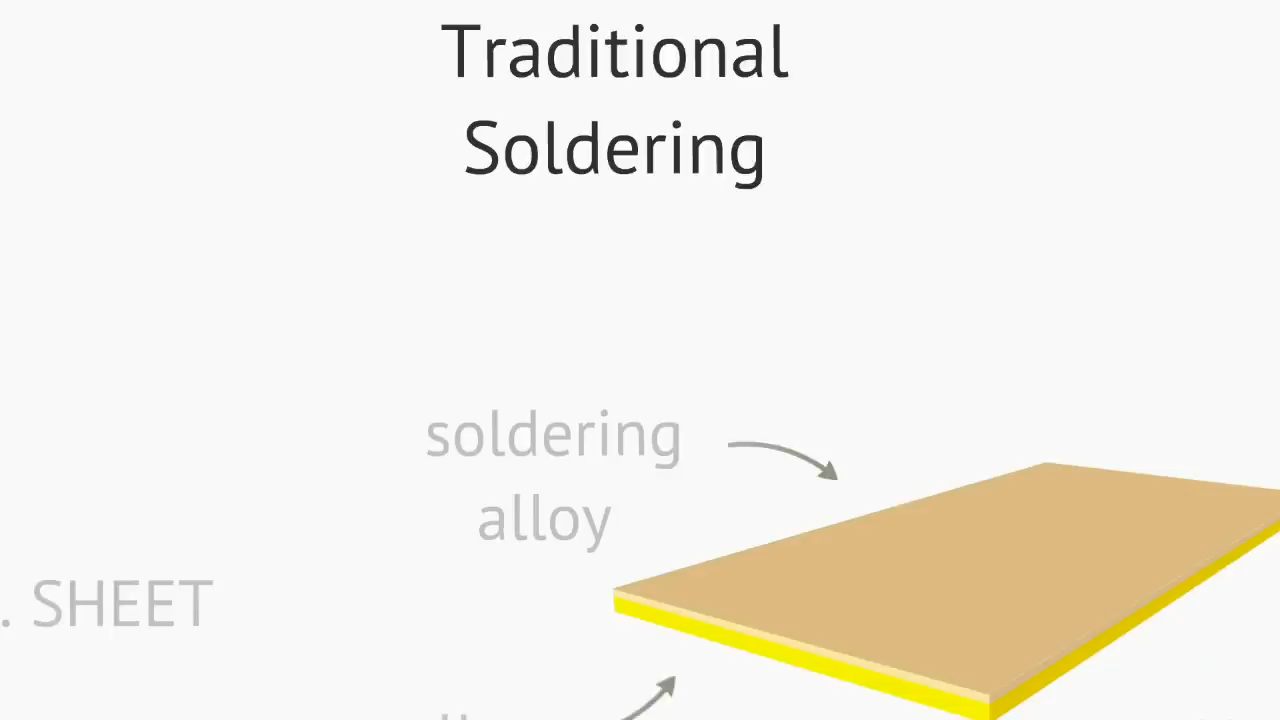 Traditional
Soldering
soldering
alloy
. SHEET